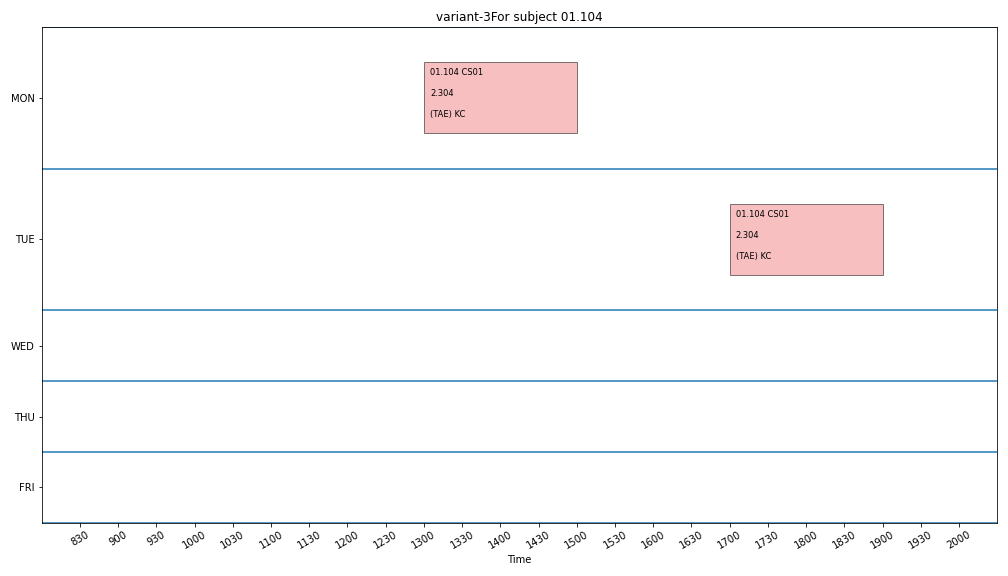 variant-3For subject 01.104
MON
01.104 CS01
2.304
(TAE) KC
TUE
01.104 CS01
2.304
(TAE) KC
WED
THU
FRI
830 900 930 1000 1030 1100 1130 1200 1230 1300 1330 1400 1430 1500 1530 1600 1630 1700 1730 1800 1830 1900 1930 2000
Time